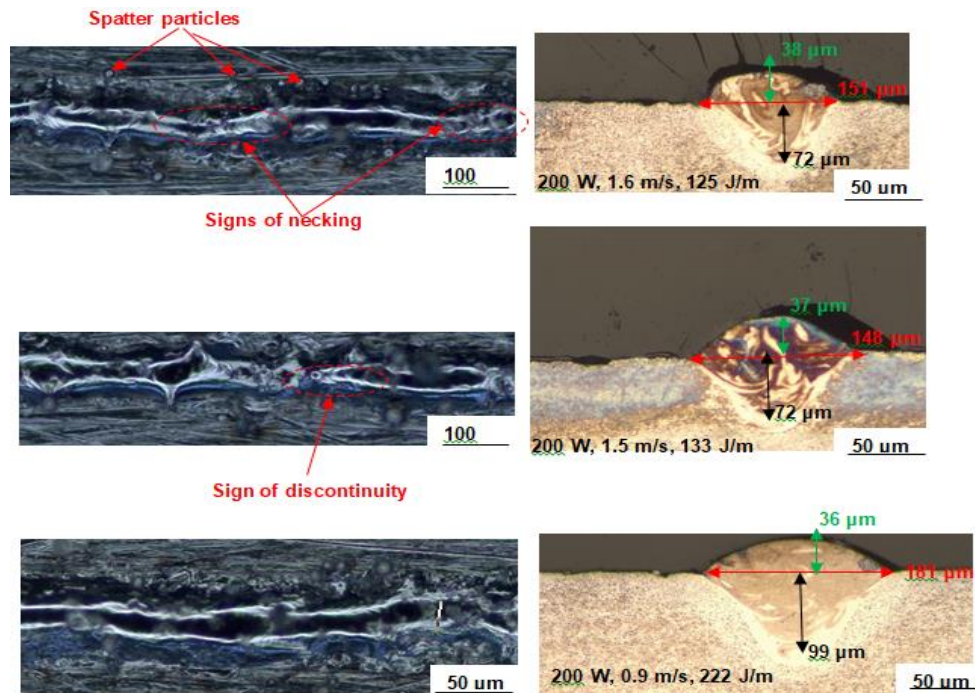 Spatter particles
38 µm
151 µm
72 µm
100
200 W, 1.6 m/s, 125 J/m
50 um
Signs of necking
37 µm
148 µm
72 µm
100
200 W, 1.5 m/s, 133 J/m
50 um
Sign of discontinuity
36 µm
181 µm
99 µm
50 um
200 W, 0.9 m/s, 222 J/m
50 um